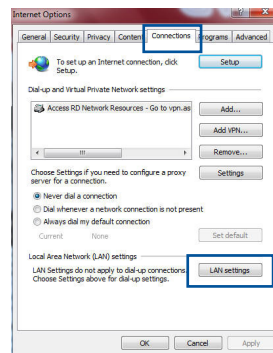 Internet Options
General Security Privacy Content Connections Programs Advanced
To set up an Internet connection, click
Setup.
Setup
Dial-up and Virtual Private Network settings
Access RD Network Resources - Go to vpn.as
Add...
Add VPN...
Remove...
Choose Settings if you need to configure a proxy
server for a connection.
Settings
Never dial a connection
Dial whenever a network connection is not present
Always dial my default connection
Current None
Set default
Local Area Network (LAN) settings
LAN Settings do not apply to dial-up connections.
Choose Settings above for dial-up settings.
LAN settings
OK Cancel Apply